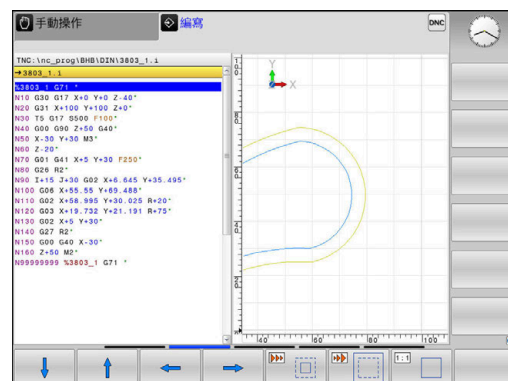 手動操作
編寫
DNC
TNC:\nc_prog\BHB\DIN\3803_1.i
→3803_1.i
%3803_1 G71 *
N10 G30 G17 X+0 Y+0 Z-40*
N20 G31 X+100 Y+100 Z+0*
N30 T5 G17 S500 F100*
N40 G00 G90 Z+50 G40*
N50 X-30 Y+30 M3*
N60 Z-20*
N70 G01 G41 X+5 Y+30 F250*
N80 G26 R2*
N90 I+15 J+30 G02 X+6.645 Y+35.495*
N100 G06 X+55.55 Y+69.488*
N110 G02 X+58.995 Y+30.025 R+20*
N120 G03 X+19.732 Y+21.191 R+75*
N130 G02 X+5 Y+30*
N140 G27 R2*
N150 G00 G40 X-30*
N160 Z+50 M2*
N99999999 %3803_1 G71 *
Y
X
40 60 80 100
1:1